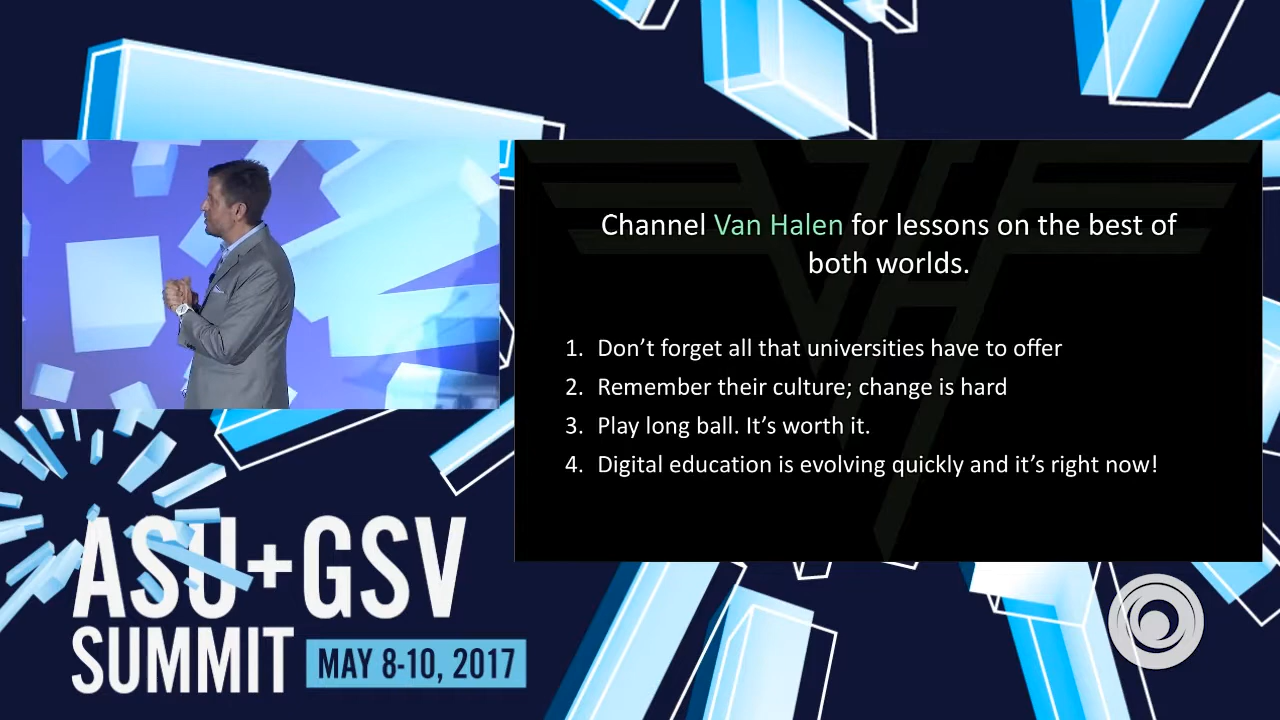 Channel Van Halen for lessons on the best of
both worlds.
1. Don’t forget all that universities have to offer
2. Remember their culture; change is hard
3. Play long ball. It’s worth it.
4. Digital education is evolving quickly and it’s right now!
ASU+GSV
SUMMIT MAY 8-10, 2017